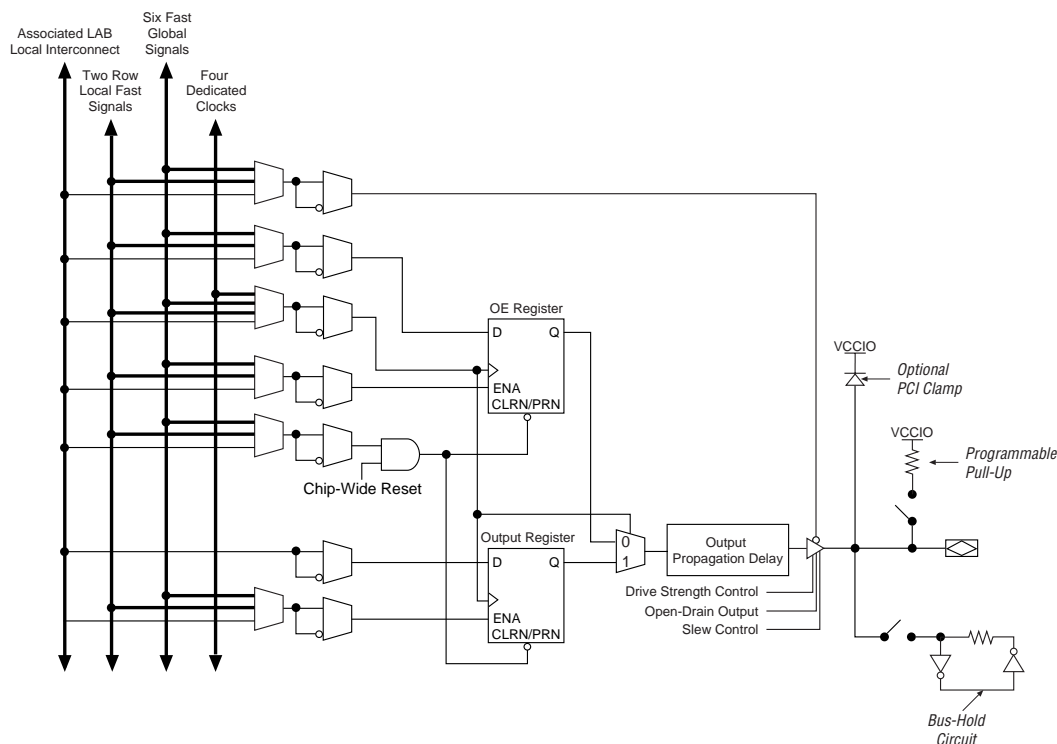 Six Fast
Global
Signals
Associated LAB
Local Interconnect
Two Row
Local Fast
Signals
Four
Dedicated
Clocks
OE Register
D
Q
ENA
CLRN/PRN
Chip-Wide Reset
Output Register
D
Q
ENA
CLRN/PRN
0
1
Output
Propagation Delay
Drive Strength Control
Open-Drain Output
Slew Control
VCCIO
Optional
PCI Clamp
VCCIO
Programmable
Pull-Up
Bus-Hold
Circuit